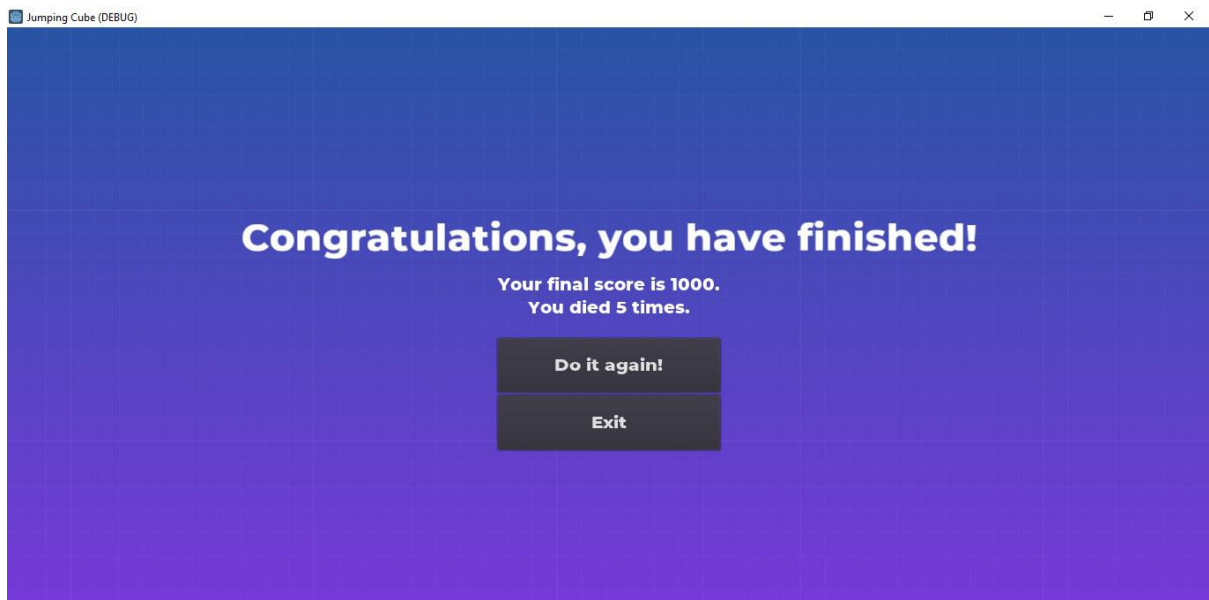 Jumping Cube (DEBUG)
Congratulations, you have finished!
Your final score is 1000.
You died 5 times.
Do it again!
Exit